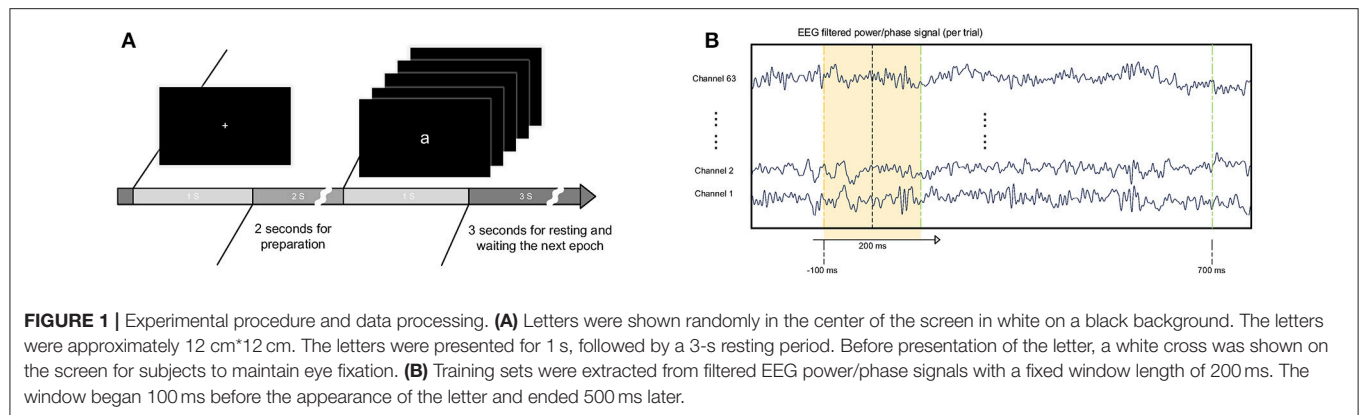 A
+
a
1 S
2 S
1 S
3 S
2 seconds for
preparation
3 seconds for resting and
waiting the next epoch
B
EEG filtered power/phase signal (per trial)
Channel 63
Channel 2
Channel 1
200 ms
-100 ms
700 ms
FIGURE 1 | Experimental procedure and data processing. (A) Letters were shown randomly in the center of the screen in white on a black background. The letters
were approximately 12 cm*12 cm. The letters were presented for 1 s, followed by a 3-s resting period. Before presentation of the letter, a white cross was shown on
the screen for subjects to maintain eye fixation. (B) Training sets were extracted from filtered EEG power/phase signals with a fixed window length of 200 ms. The
window began 100 ms before the appearance of the letter and ended 500 ms later.